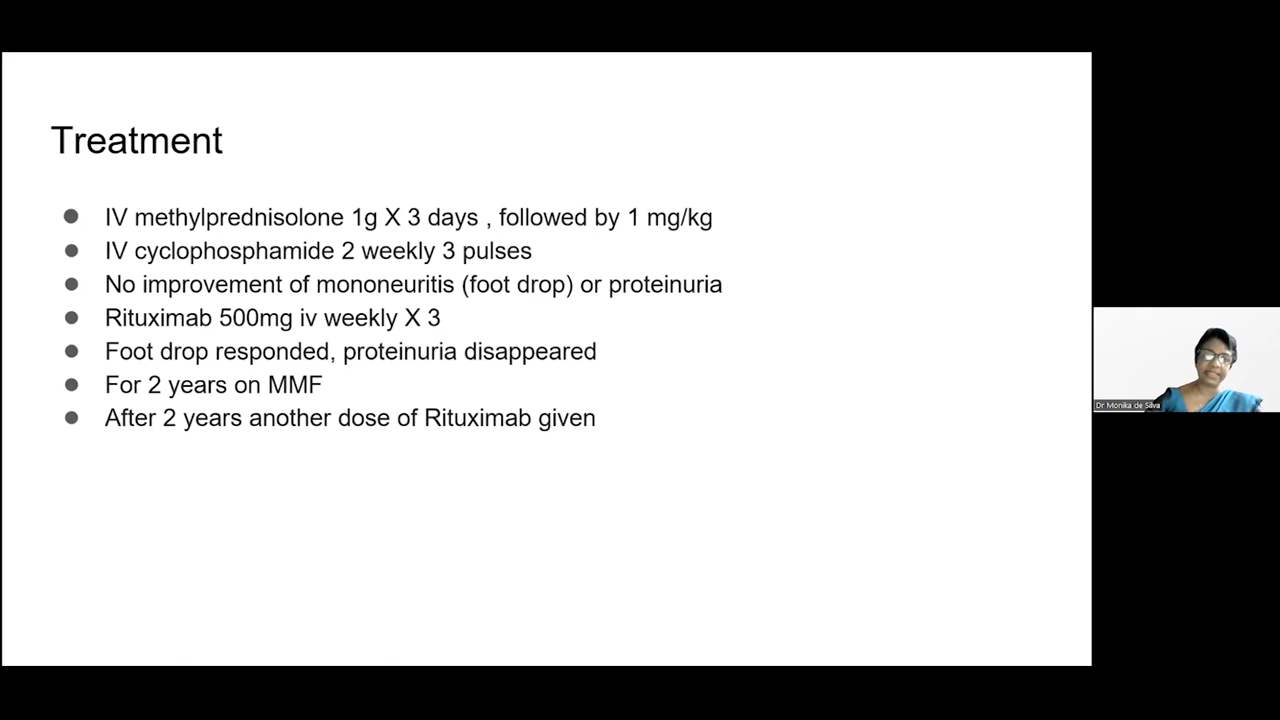 Treatment
● IV methylprednisolone 1g X 3 days , followed by 1 mg/kg
● IV cyclophosphamide 2 weekly 3 pulses
● No improvement of mononeuritis (foot drop) or proteinuria
● Rituximab 500mg iv weekly X 3
● Foot drop responded, proteinuria disappeared
● For 2 years on MMF
● After 2 years another dose of Rituximab given
Dr Monika de Silva